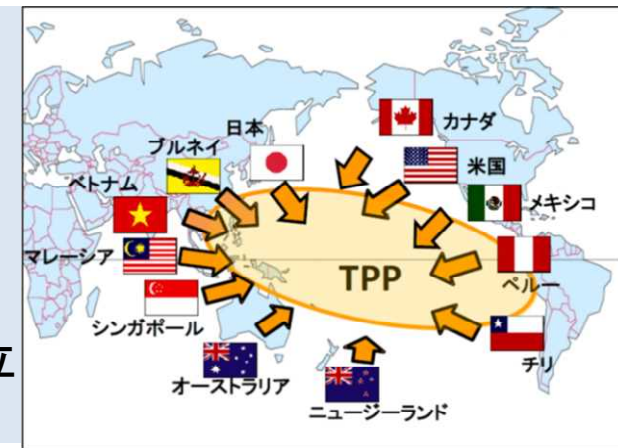 日本
カナダ
ブルネイ
米国
ベトナム
メキシコ
マレーシア
TPP
ペルー
シンガポール
立
チリ
オーストラリア
ニュージーランド